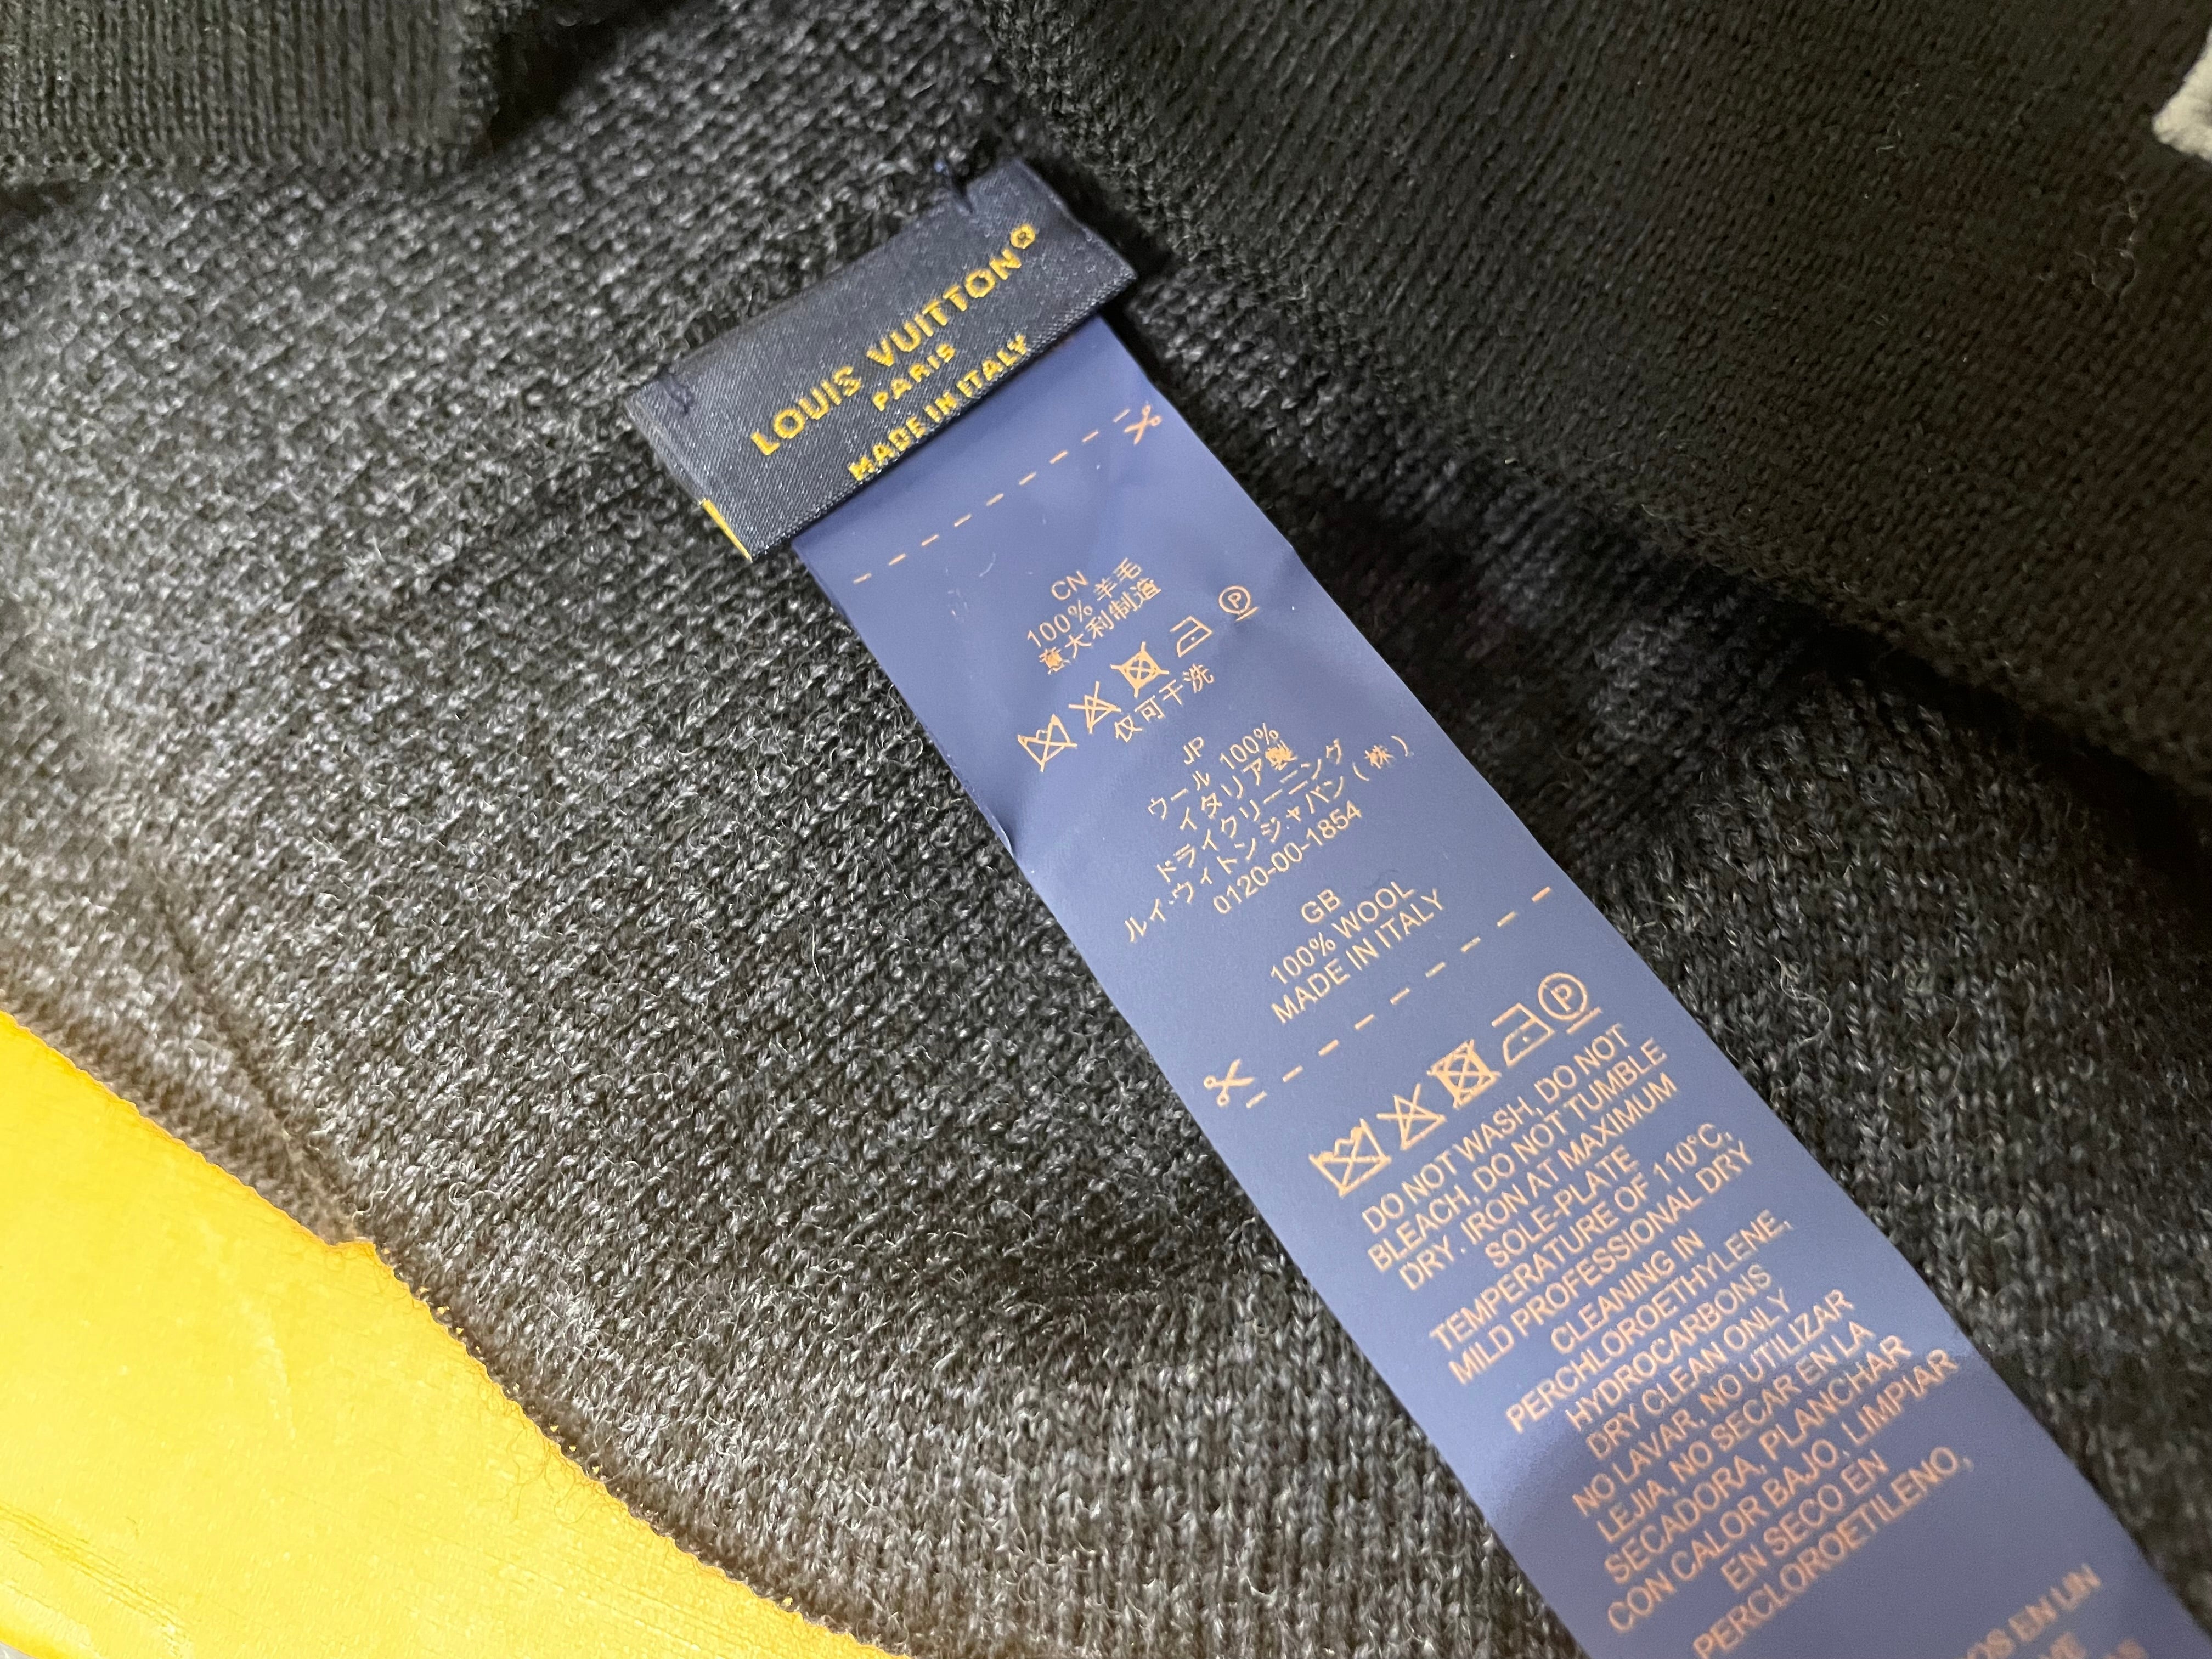 LOUIS VUITTON®
PARIS
MADE IN ITALY
CN
100% 羊毛
意大利制造
P
仅可干洗
JP
ウール 100%
イタリア製
ドライクリーニング
ルイ・ヴィトンジャパン(株)
0120-00-1854
GB
100% WOOL
MADE IN ITALY
P
DO NOT WASH, DO NOT
BLEACH, DO NOT TUMBLE
DRY. IRON AT MAXIMUM
SOLE-PLATE
TEMPERATURE OF 110°C,
MILD PROFESSIONAL DRY
CLEANING IN
PERCHLOROETHYLENE,
HYDROCARBONS
DRY CLEAN ONLY
NO LAVAR, NO UTILIZAR
LEJIA, NO SECAR EN LA
SECADORA, PLANCHAR
CON CALOR BAJO, LIMPIAR
EN SECO EN
PERCLOROETILENO,
EN UN